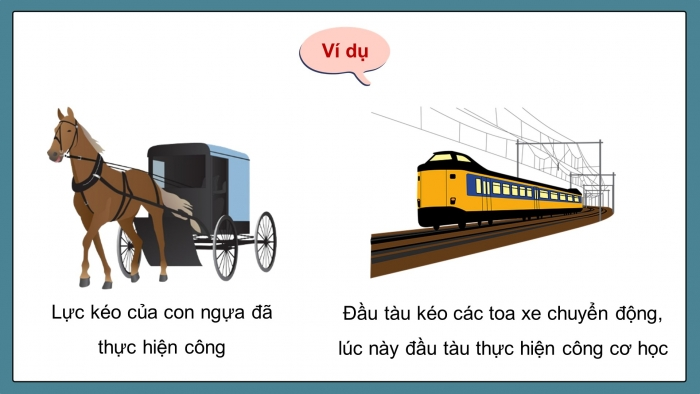 Ví dụ
Lực kéo của con ngựa đã
thực hiện công
Đầu tàu kéo các toa xe chuyển động,
lúc này đầu tàu thực hiện công cơ học